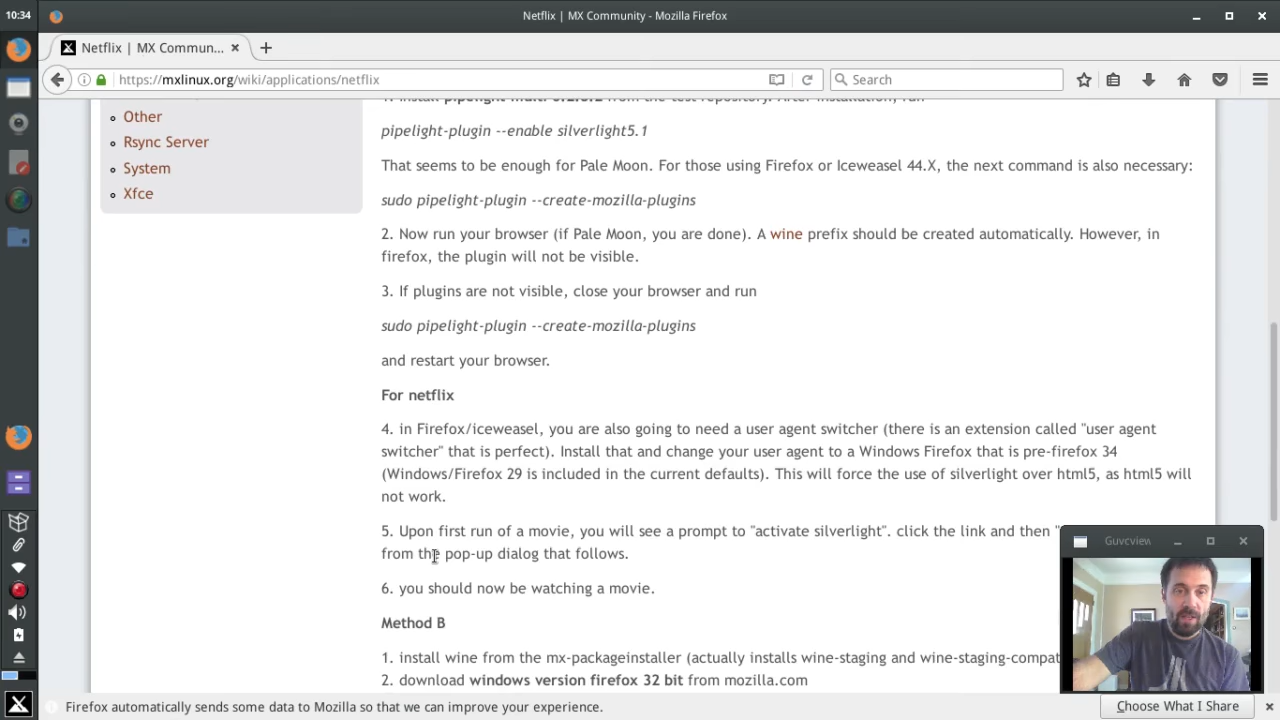 10:34
Netflix | MX Community - Mozilla Firefox
Netflix | MX Commun...
https://mxlinux.org/wiki/applications/netflix
Search
Other
Rsync Server
System
Xfce
pipelight-plugin --enable silverlight5.1
That seems to be enough for Pale Moon. For those using Firefox or Iceweasel 44.X, the next command is also necessary:
sudo pipelight-plugin --create-mozilla-plugins
2. Now run your browser (if Pale Moon, you are done). A wine prefix should be created automatically. However, in
firefox, the plugin will not be visible.
3. If plugins are not visible, close your browser and run
sudo pipelight-plugin --create-mozilla-plugins
and restart your browser.
For netflix
4. in Firefox/iceweasel, you are also going to need a user agent switcher (there is an extension called "user agent
switcher" that is perfect). Install that and change your user agent to a Windows Firefox that is pre-firefox 34
(Windows/Firefox 29 is included in the current defaults). This will force the use of silverlight over html5, as html5 will
not work.
5. Upon first run of a movie, you will see a prompt to "activate silverlight". click the link and then "
from the pop-up dialog that follows.
6. you should now be watching a movie.
Method B
1. install wine from the mx-packageinstaller (actually installs wine-staging and wine-staging-compat
2. download windows version firefox 32 bit from mozilla.com
Guvcview
Firefox automatically sends some data to Mozilla so that we can improve your experience.
Choose What I Share